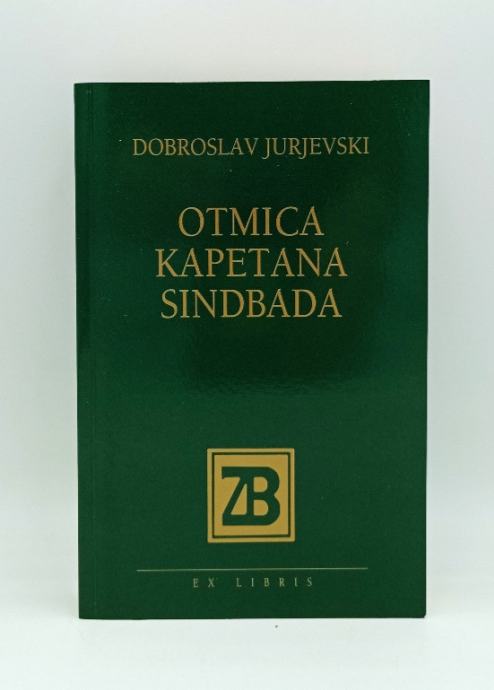 DOBROSLAV JURJEVSKI
OTMICA
KAPETANA
SINDBADA
ZB
EX LIBRIS